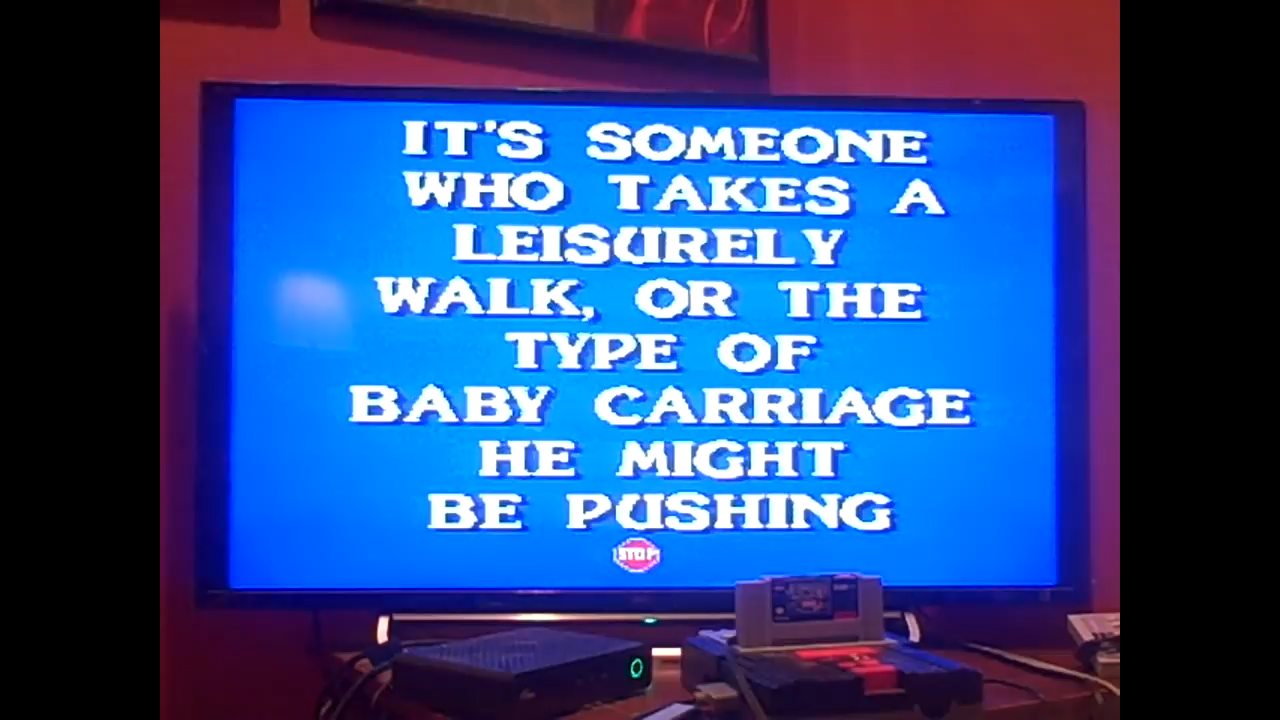 IT'S SOMEONE
WHO TAKES A
LEISURELY
WALK, OR THE
TYPE OF
BABY CARRIAGE
HE MIGHT
BE PUSHING
STOP